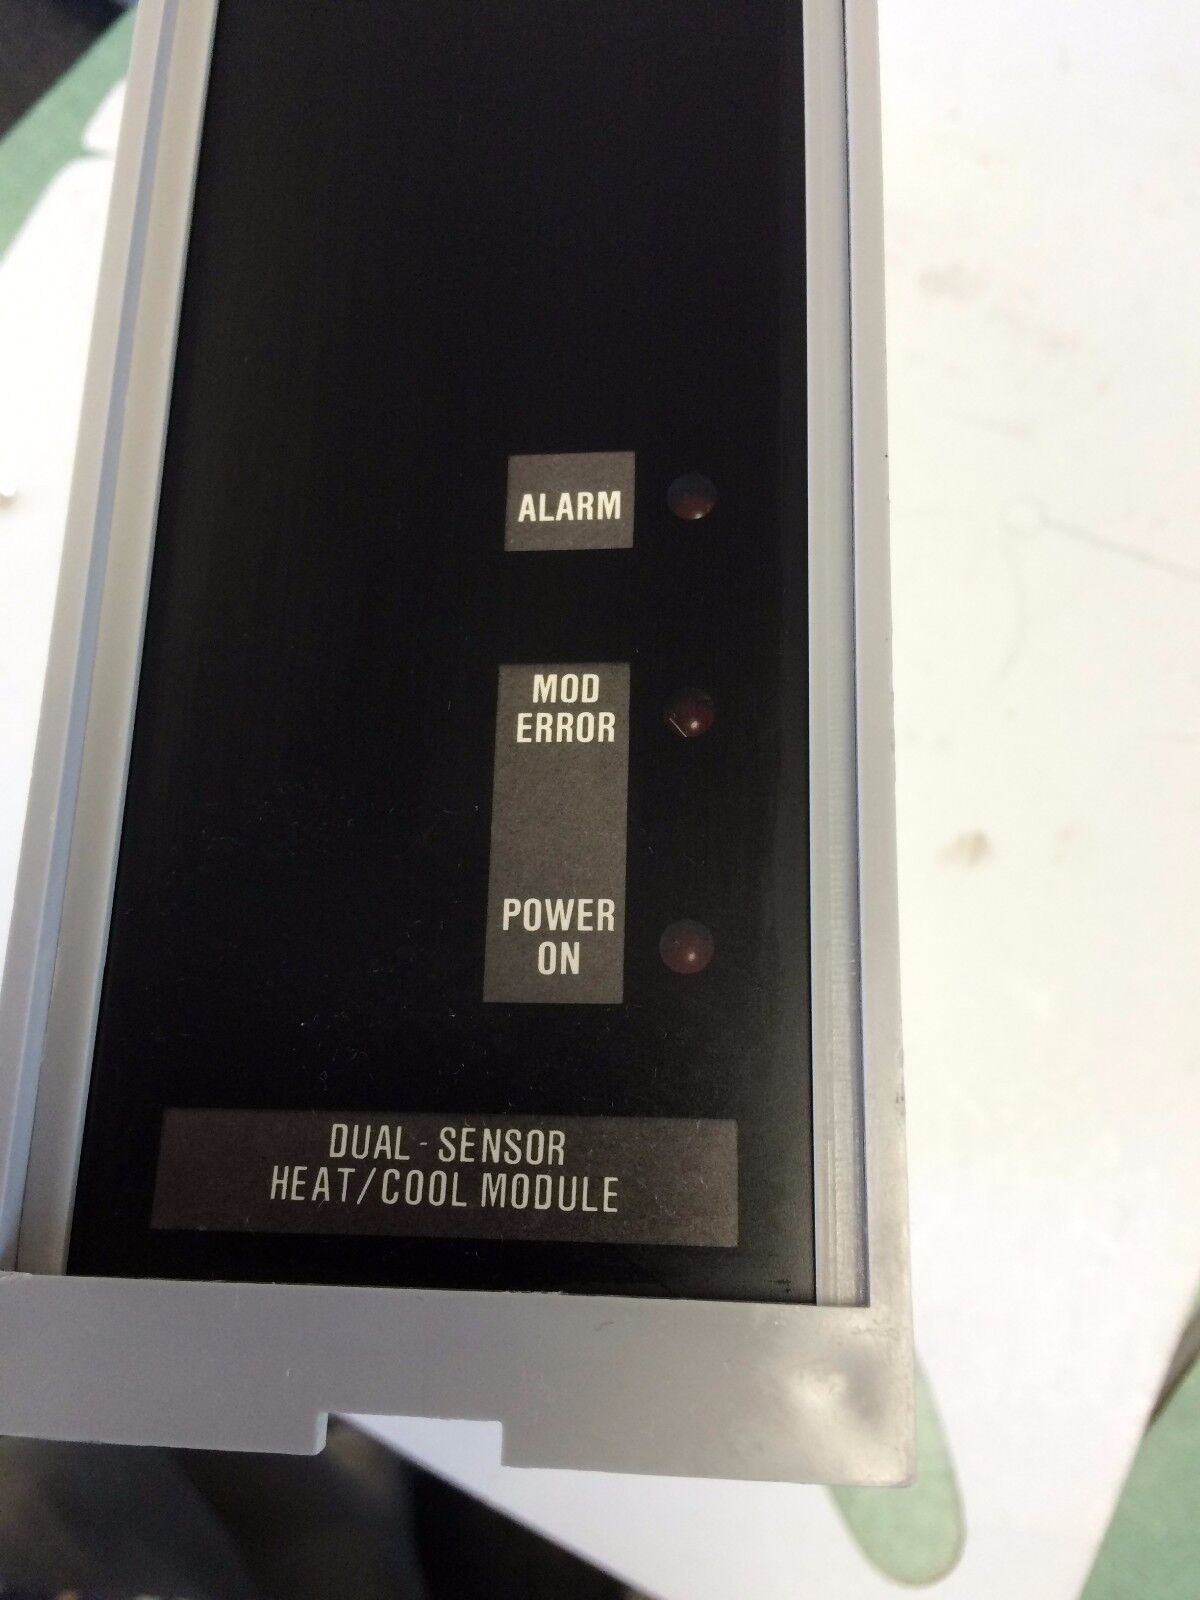 ALARM
MOD
ERROR
POWER
ON
DUAL-SENSOR
HEAT/COOL MODULE